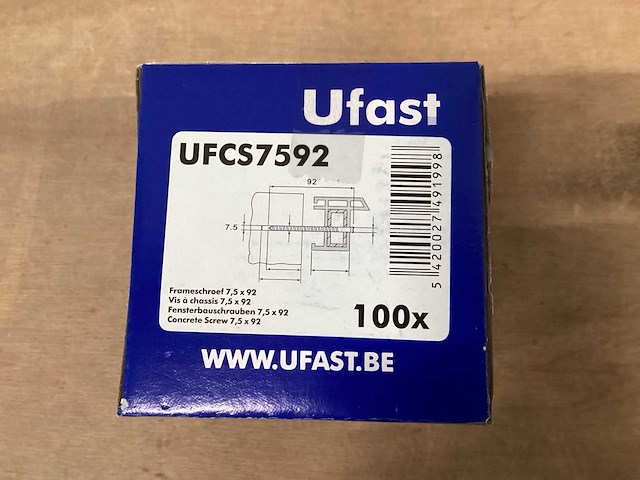 Ufast
UFCS7592
92
7.5
5 420027 491998
Frameschroef 7,5 x 92
Vis à chassis 7,5 x 92
Fensterbauschrauben 7,5 x 92
Concrete Screw 7,5 x 92
100x
WWW.UFAST.BE